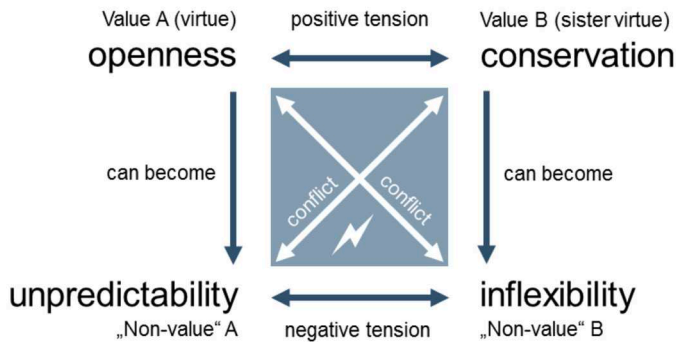 Value A (virtue)
positive tension
Value B (sister virtue)
openness
conservation
can become
conflict
conflict
can become
unpredictability
inflexibility
„Non-value“ A
negative tension
„Non-value“ B